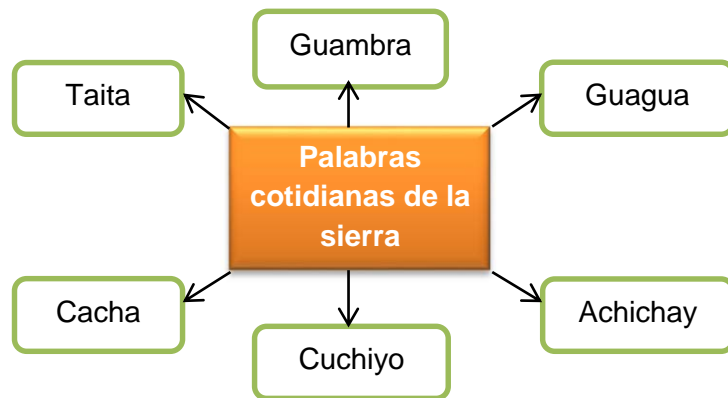 Guambra
Taita
Guagua
Palabras
cotidianas de la
sierra
Cacha
Achichay
Cuchiyo